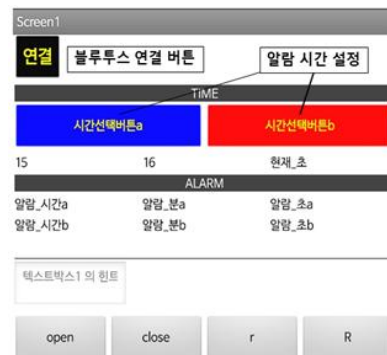 Screen1
연결 블루투스 연결 버튼 알람 시간 설정
TiME
시간선택버튼a 시간선택버튼b
15 16 현재_초
ALARM
알람_시간a 알람_분a 알람_초a
알람_시간b 알람_분b 알람_초b
텍스트박스1 의 힌트
open close r R